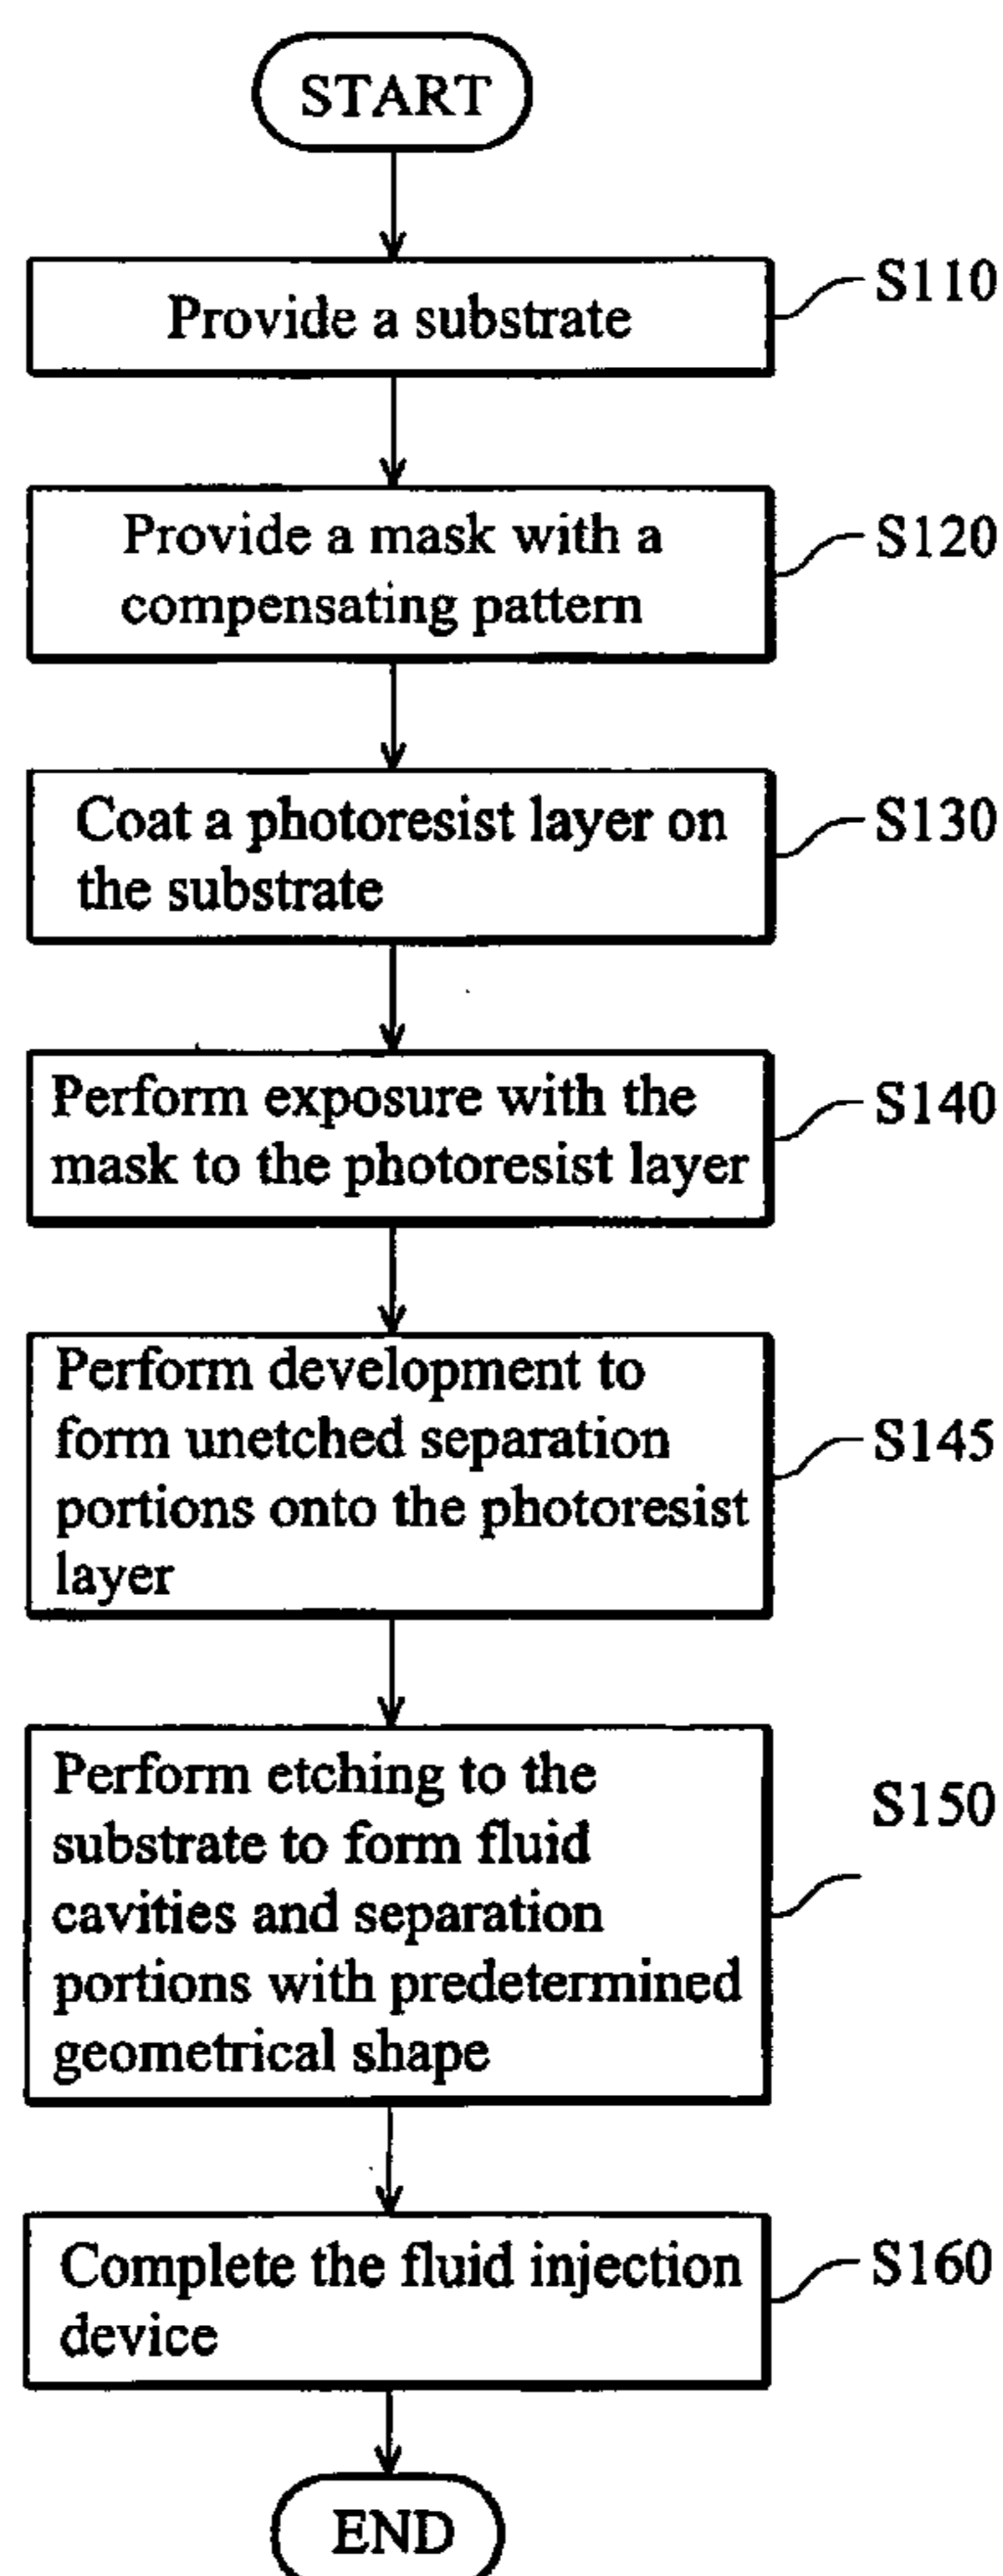 START
Provide a substrate
S110
Provide a mask with a
compensating pattern
S120
Coat a photoresist layer on
the substrate
S130
Perform exposure with the
mask to the photoresist layer
S140
Perform development to
form unetched separation
portions onto the photoresist
layer
S145
Perform etching to the
substrate to form fluid
cavities and separation
portions with predetermined
geometrical shape
S150
Complete the fluid injection
device
S160
END